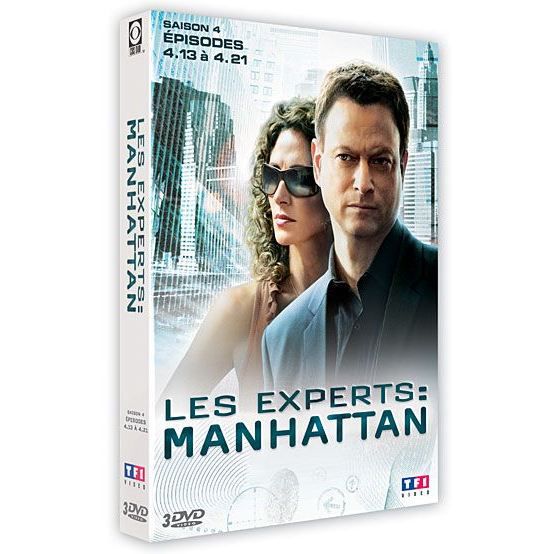 SAISON 4
ÉPISODES
4.13 à 4.21
LES EXPERTS:
MANHATTAN
TF1
VIDEO
LES EXPERTS:
MANHATTAN
SAISON 4
ÉPISODES
4.13 À 4.21
TF1
VIDEO
3 DVD
VIDEO